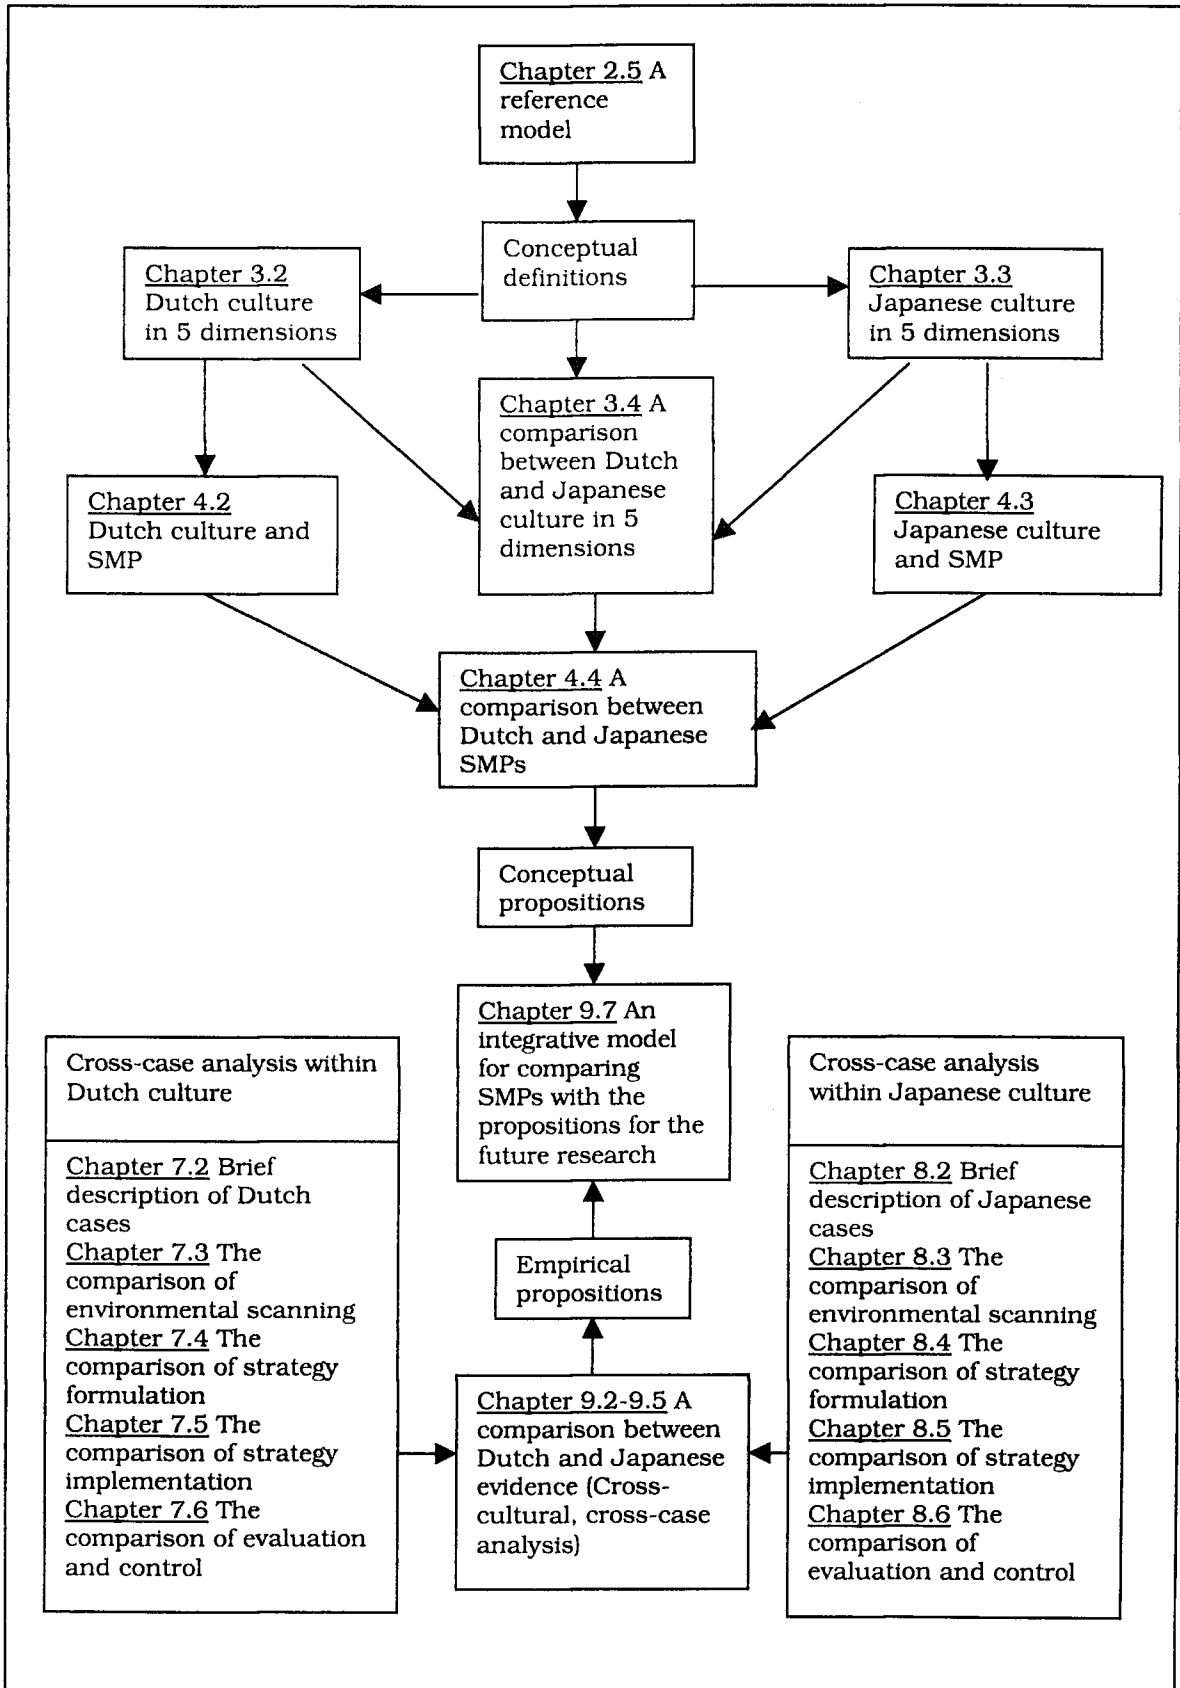 Chapter 2.5 A
reference
model
Conceptual
definitions
Chapter 3.2
Dutch culture
in 5 dimensions
Chapter 3.3
Japanese culture
in 5 dimensions
Chapter 3.4 A
comparison
between Dutch
and Japanese
culture in 5
dimensions
Chapter 4.2
Dutch culture and
SMP
Chapter 4.3
Japanese culture
and SMP
Chapter 4.4 A
comparison between
Dutch and Japanese
SMPs
Conceptual
propositions
Chapter 9.7 An
integrative model
for comparing
SMPs with the
propositions for the
future research
Cross-case analysis within
Dutch culture
Chapter 7.2 Brief
description of Dutch
cases
Chapter 7.3 The
comparison of
environmental scanning
Chapter 7.4 The
comparison of strategy
formulation
Chapter 7.5 The
comparison of strategy
implementation
Chapter 7.6 The
comparison of evaluation
and control
Empirical
propositions
Chapter 9.2-9.5 A
comparison between
Dutch and Japanese
evidence (Cross-
cultural, cross-case
analysis)
Cross-case analysis
within Japanese culture
Chapter 8.2 Brief
description of Japanese
cases
Chapter 8.3 The
comparison of
environmental scanning
Chapter 8.4 The
comparison of strategy
formulation
Chapter 8.5 The
comparison of strategy
implementation
Chapter 8.6 The
comparison of
evaluation and control